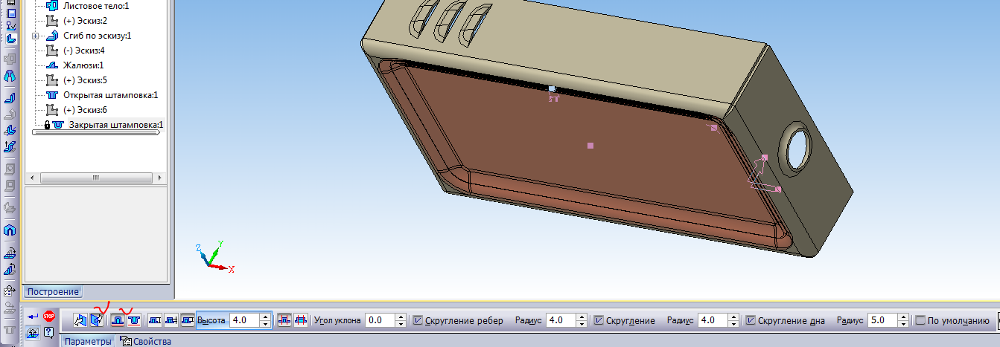 Листовое тело:1
(+) Эскиз:2
Сгиб по эскизу:1
(-) Эскиз:4
Жалюзи:1
(+) Эскиз:5
Открытая штамповка:1
(+) Эскиз:6
Закрытая штамповка:1
Z
Y
X
Построение
STOP
Высота 4.0 Угол уклона 0.0 Скругление ребер Радиус 4.0 Скругление Радиус 4.0 Скругление дна Радиус 5.0 По умолчанию
Параметры Свойства